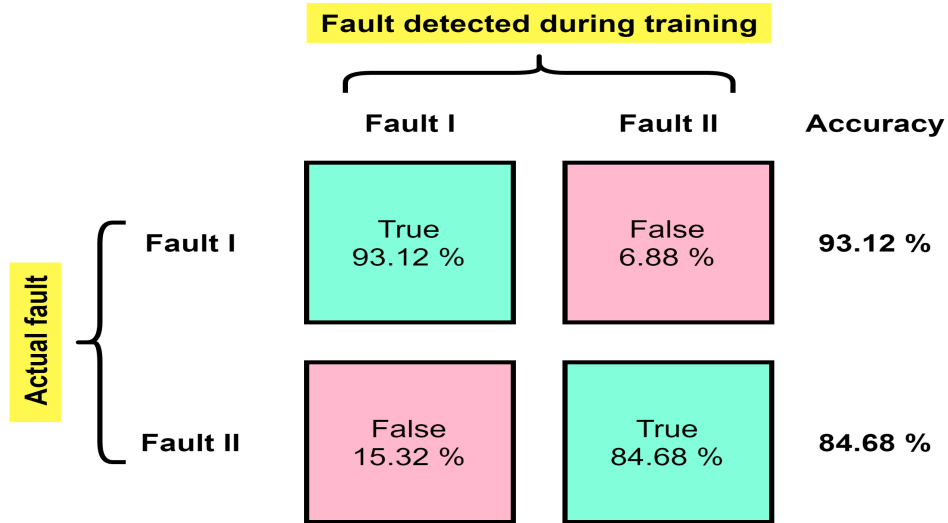 Fault detected during training
Fault I Fault II Accuracy
True
93.12 %
False
6.88 %
Fault I
93.12 %
Actual fault
Fault II
False
15.32 %
True
84.68 %
84.68 %